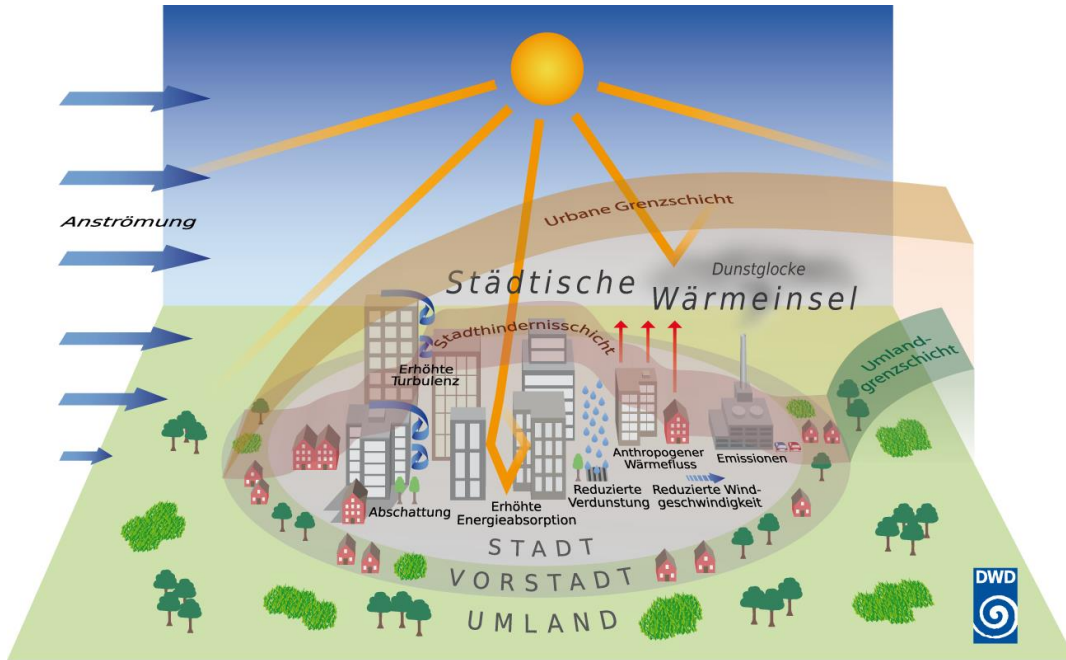 Anströmung
Urbane Grenzschicht
Städtische
Wärmeinsel
Dunstglocke
Stadthindernisschicht
Umland-
grenzschicht
Erhöhte
Turbulenz
Abschattung
Erhöhte
Energieabsorption
Reduzierte
Verdunstung
Anthropogener
Wärmefluss
Reduzierte Wind-
geschwindigkeit
Emissionen
STADT
VORSTADT
UMLAND
DWD